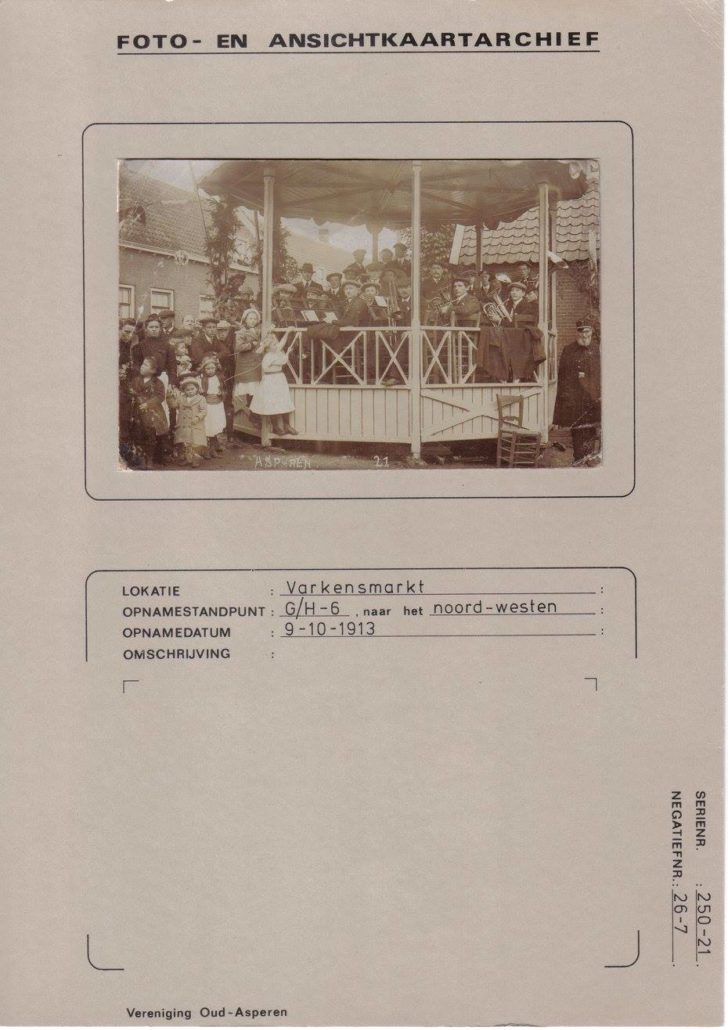 FOTO- EN ANSICHTKAARTARCHIEF
ASPEREN 21
LOKATIE : Varkensmarkt :
OPNAMESTANDPUNT : G/H-6 , naar het noord-westen :
OPNAMEDATUM : 9-10-1913 :
OMSCHRIJVING :
SERIENR. : 250-21.
NEGATIEFNR.: 26-7.
Vereniging Oud-Asperen